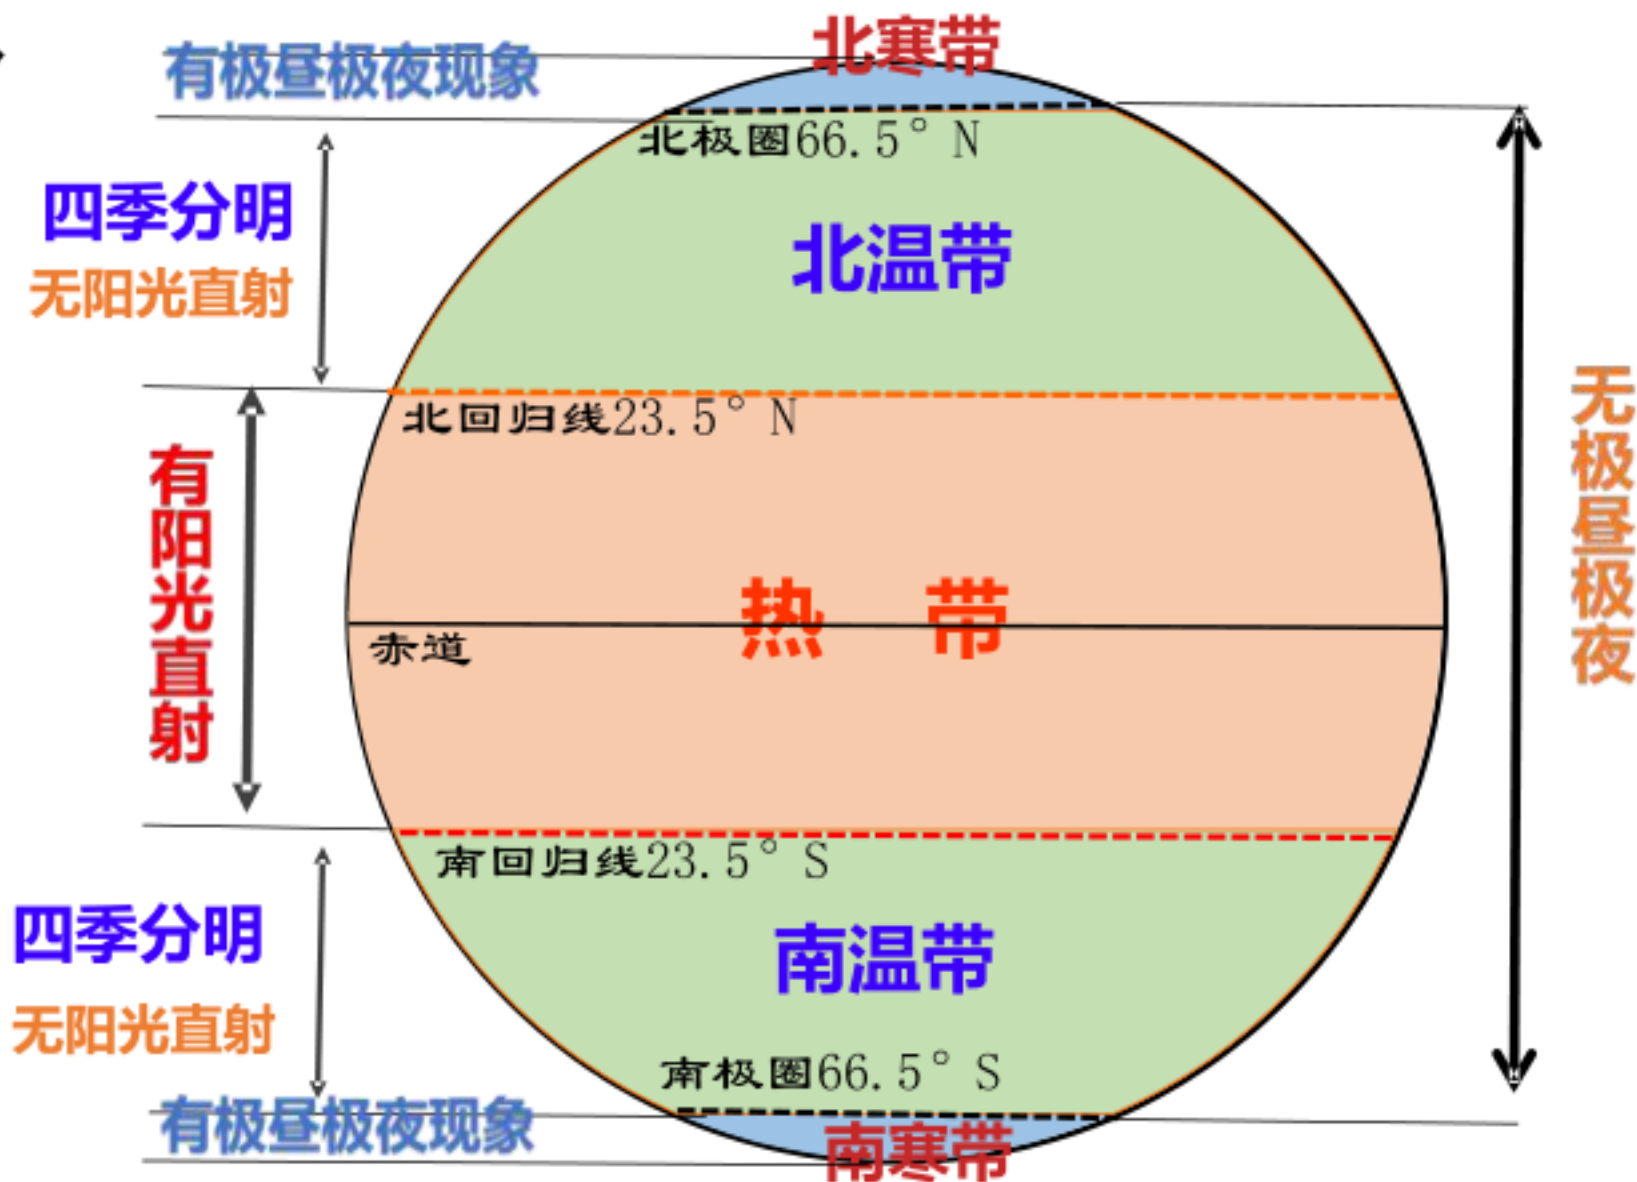 北寒带
有极昼极夜现象
北极圈66.5°N
四季分明
无阳光直射
北温带
北回归线23.5°N
有阳光直射
无极昼极夜
热 带
赤道
南回归线23.5°S
四季分明
无阳光直射
南温带
南极圈66.5°S
有极昼极夜现象
南寒带